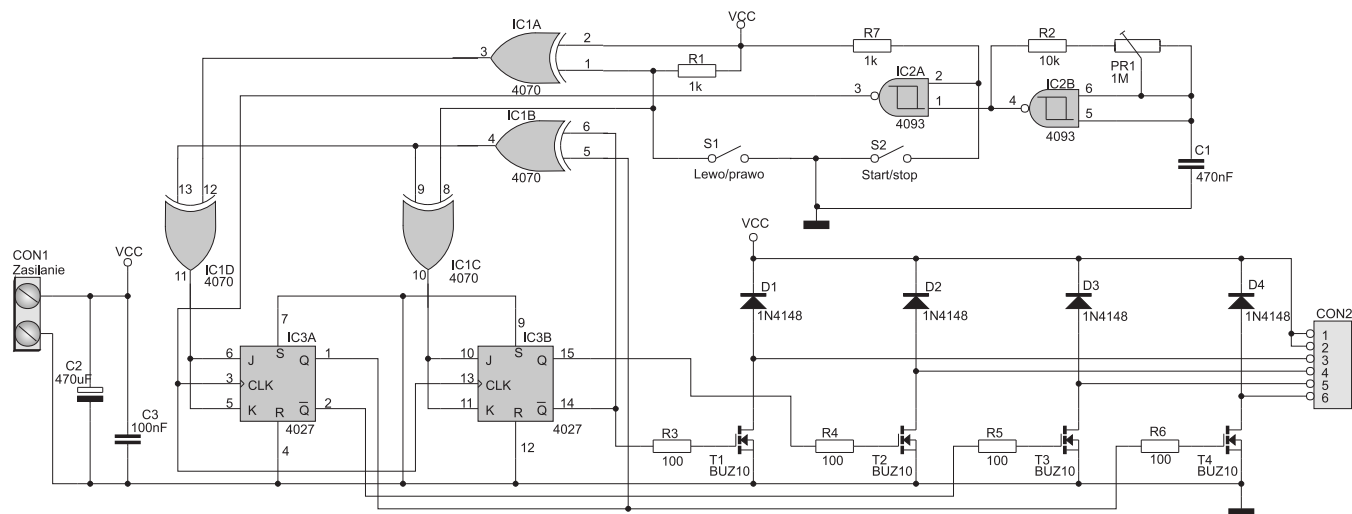 IC1A
VCC
2
3
1
4070
R1
1k
R7
1k
R2
10k
PR1
1M
IC2A
3
2
1
4093
IC2B
4
6
5
4093
IC1B
4
6
5
4070
S1
Lewo/prawo
S2
Start/stop
C1
470nF
13
12
9
8
IC1D
4070
11
IC1C
4070
10
CON1
Zasilanie
VCC
VCC
D1
1N4148
D2
1N4148
D3
1N4148
D4
1N4148
CON2
1
2
3
4
5
6
7
IC3A
S
6
J
Q
1
3
CLK
5
K
R
Q
2
4027
4
9
IC3B
S
10
J
Q
15
13
CLK
11
K
R
Q
14
4027
12
C2
470uF
C3
100nF
R3
100
T1
BUZ10
R4
100
T2
BUZ10
R5
100
T3
BUZ10
R6
100
T4
BUZ10